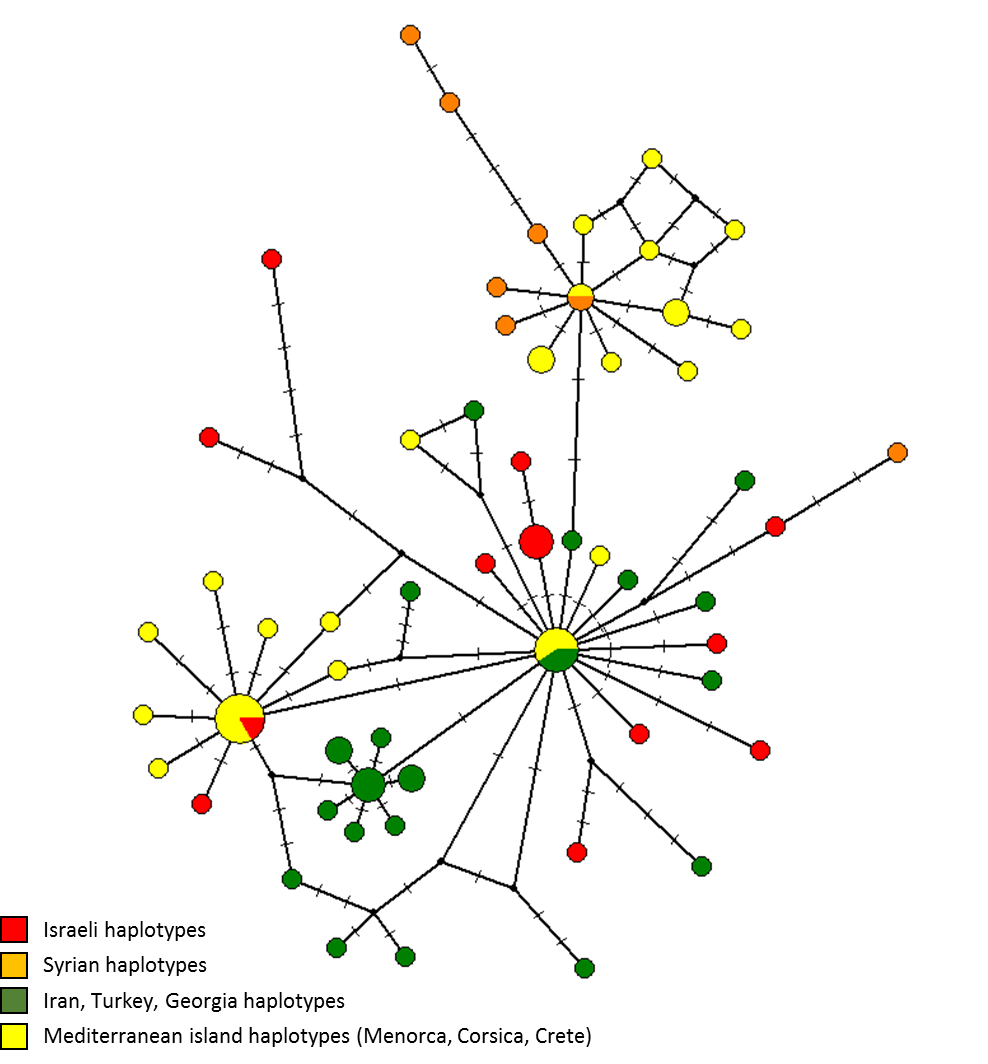 Israeli haplotypes
Syrian haplotypes
Iran, Turkey, Georgia haplotypes
Mediterranean island haplotypes (Menorca, Corsica, Crete)